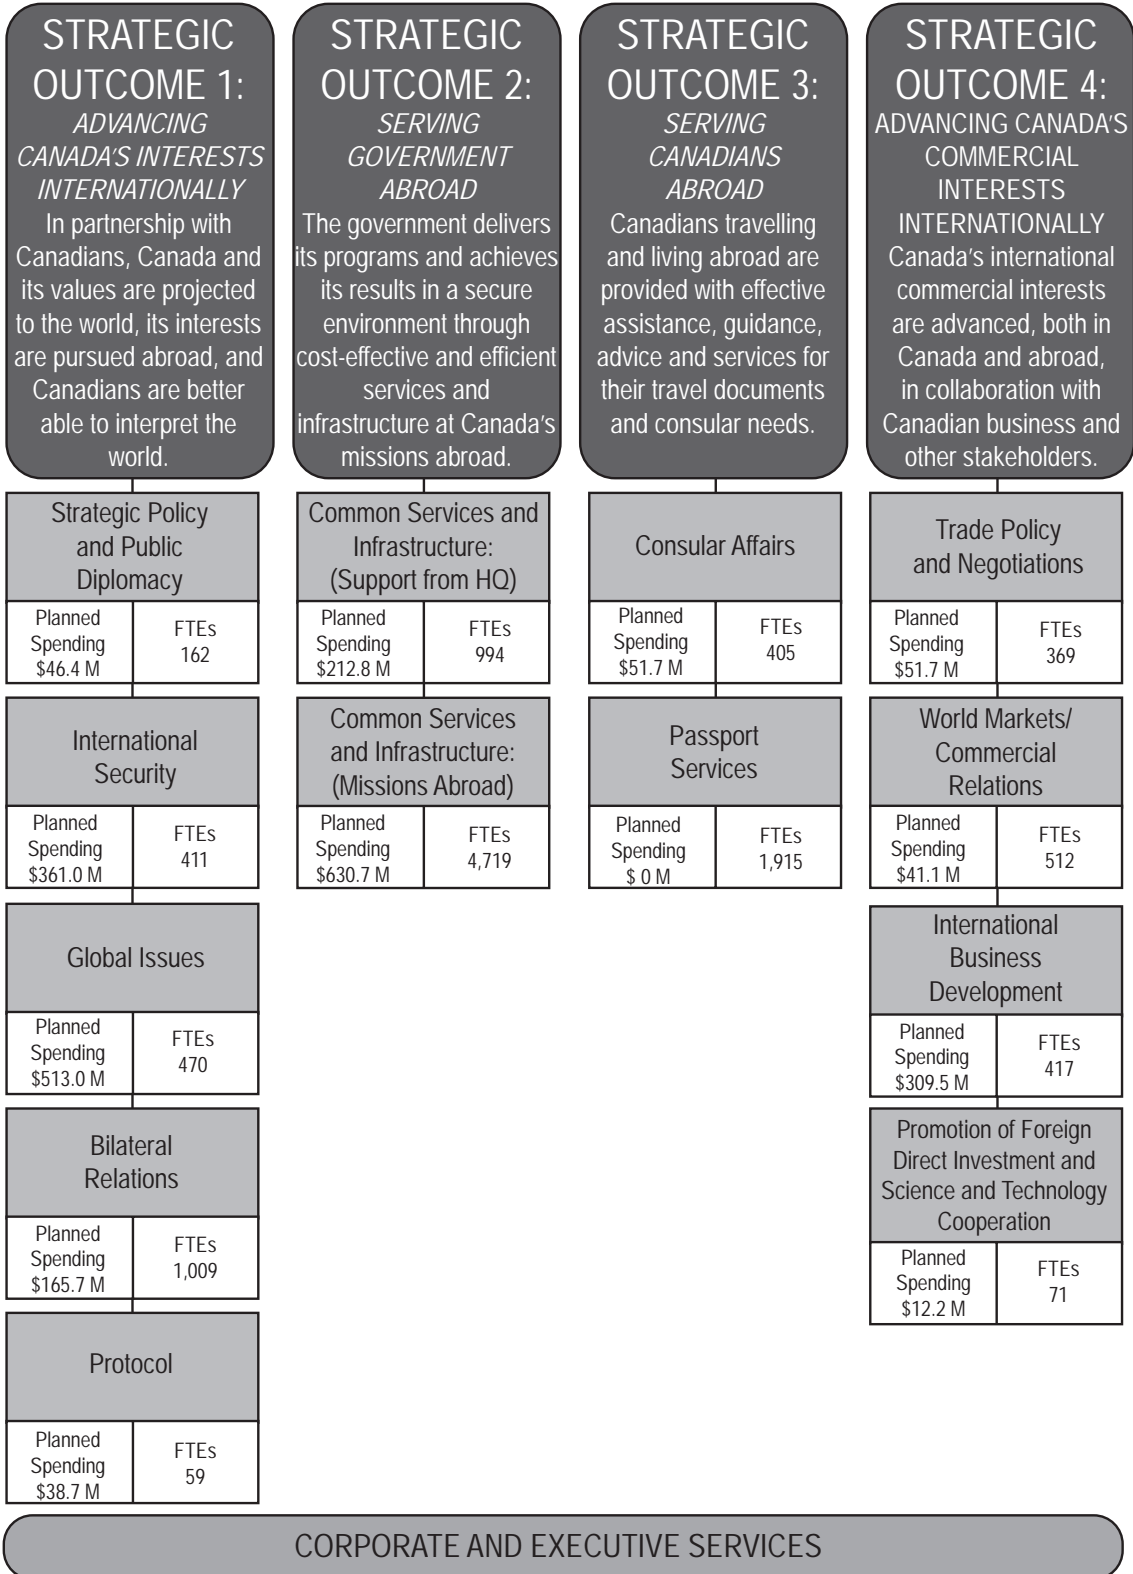 STRATEGIC
OUTCOME 1:
ADVANCING
CANADA'S INTERESTS
INTERNATIONALLY
In partnership with
Canadians, Canada and
its values are projected
to the world, its interests
are pursued abroad, and
Canadians are better
able to interpret the
world.
Strategic Policy
and Public
Diplomacy
Planned
Spending
$46.4 M
FTEs
162
International
Security
Planned
Spending
$361.0 M
FTEs
411
Global Issues
Planned
Spending
$513.0 M
FTEs
470
Bilateral
Relations
Planned
Spending
$165.7 M
FTEs
1,009
Protocol
Planned
Spending
$38.7 M
FTEs
59
STRATEGIC
OUTCOME 2:
SERVING
GOVERNMENT
ABROAD
The government delivers
its programs and achieves
its results in a secure
environment through
cost-effective and efficient
services and
infrastructure at Canada's
missions abroad.
Common Services and
Infrastructure:
(Support from HQ)
Planned
Spending
$212.8 M
FTEs
994
Common Services
and Infrastructure:
(Missions Abroad)
Planned
Spending
$630.7 M
FTEs
4,719
STRATEGIC
OUTCOME 3:
SERVING
CANADIANS
ABROAD
Canadians travelling
and living abroad are
provided with effective
assistance, guidance,
advice and services for
their travel documents
and consular needs.
Consular Affairs
Planned
Spending
$51.7 M
FTEs
405
Passport
Services
Planned
Spending
$ 0 M
FTEs
1,915
STRATEGIC
OUTCOME 4:
ADVANCING CANADA'S
COMMERCIAL
INTERESTS
INTERNATIONALLY
Canada's international
commercial interests
are advanced, both in
Canada and abroad,
in collaboration with
Canadian business and
other stakeholders.
Trade Policy
and Negotiations
Planned
Spending
$51.7 M
FTEs
369
World Markets/
Commercial
Relations
Planned
Spending
$41.1 M
FTEs
512
International
Business
Development
Planned
Spending
$309.5 M
FTEs
417
Promotion of Foreign
Direct Investment and
Science and Technology
Cooperation
Planned
Spending
$12.2 M
FTEs
71
CORPORATE AND EXECUTIVE SERVICES